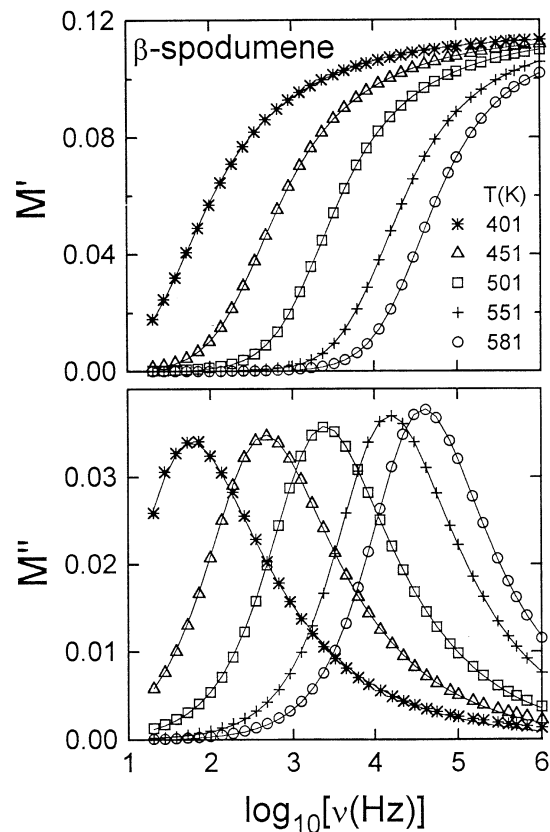 β-spodumene
0.12
0.08
0.04
0.00
M'
T(K)
401
451
501
551
581
0.03
0.02
0.01
0.00
M''
1 2 3 4 5 6
log₁₀[ν(Hz)]